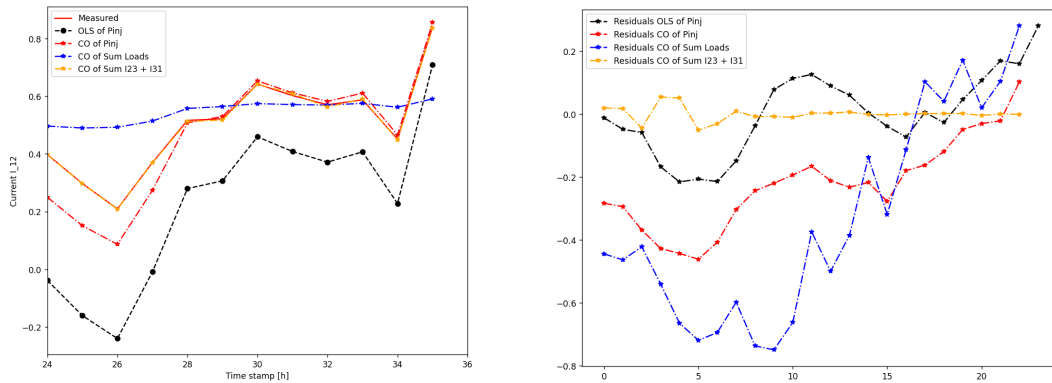 Measured
OLS of Pinj
CO of Pinj
CO of Sum Loads
CO of Sum I23 + I31
0.8
0.6
0.4
0.2
0.0
−0.2
Current I_12
24
26
28
30
32
34
36
Time stamp [h]
Residuals OLS of Pinj
Residuals CO of Pinj
Residuals CO of Sum Loads
Residuals CO of Sum I23 + I31
0.2
0.0
−0.2
−0.4
−0.6
−0.8
0
5
10
15
20